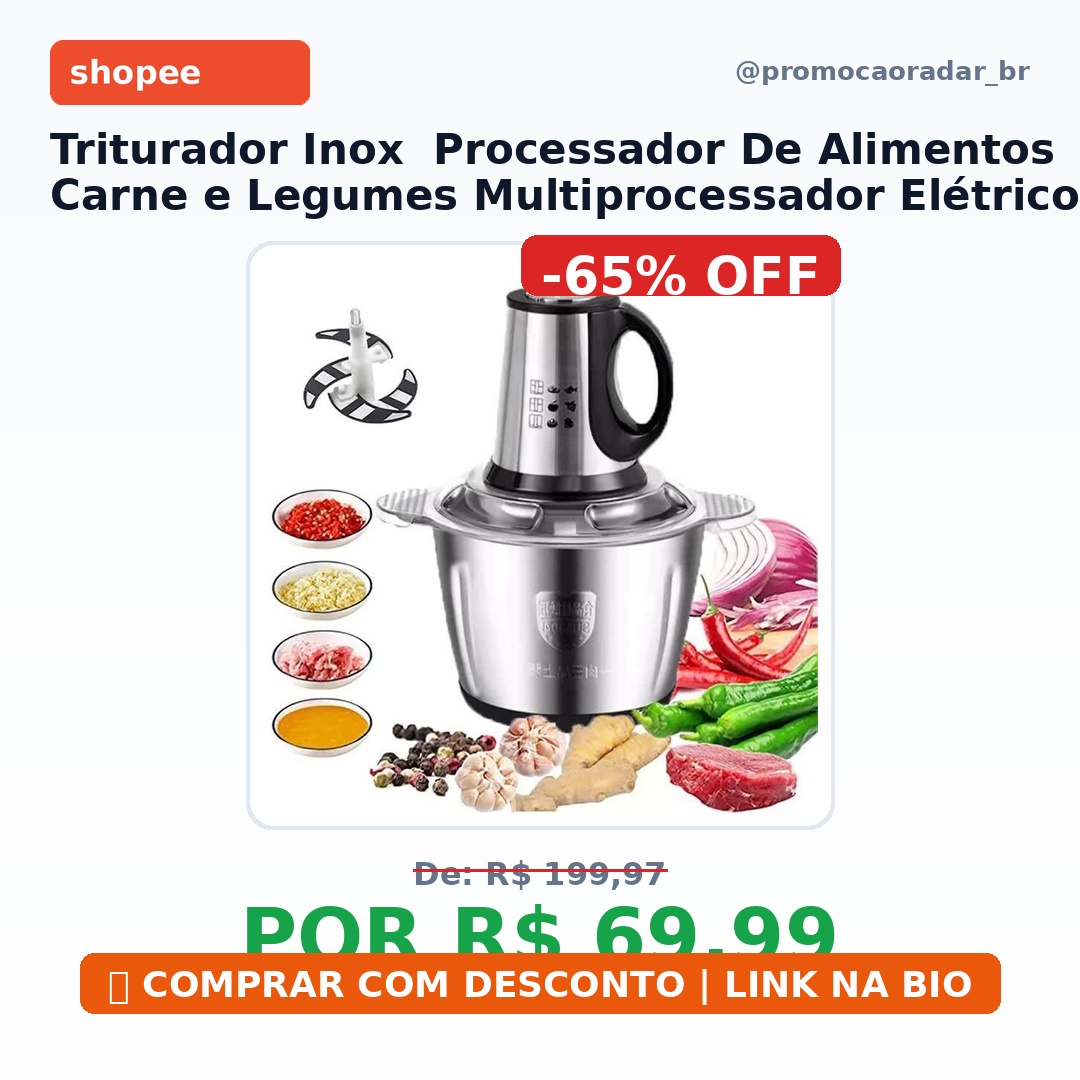 shopee
@promocaoradar_br
Triturador Inox  Processador De Alimentos
Carne e Legumes Multiprocessador Elétrico
-65% OFF
De: R$ 199,97
POR R$ 69,99
COMPRAR COM DESCONTO | LINK NA BIO